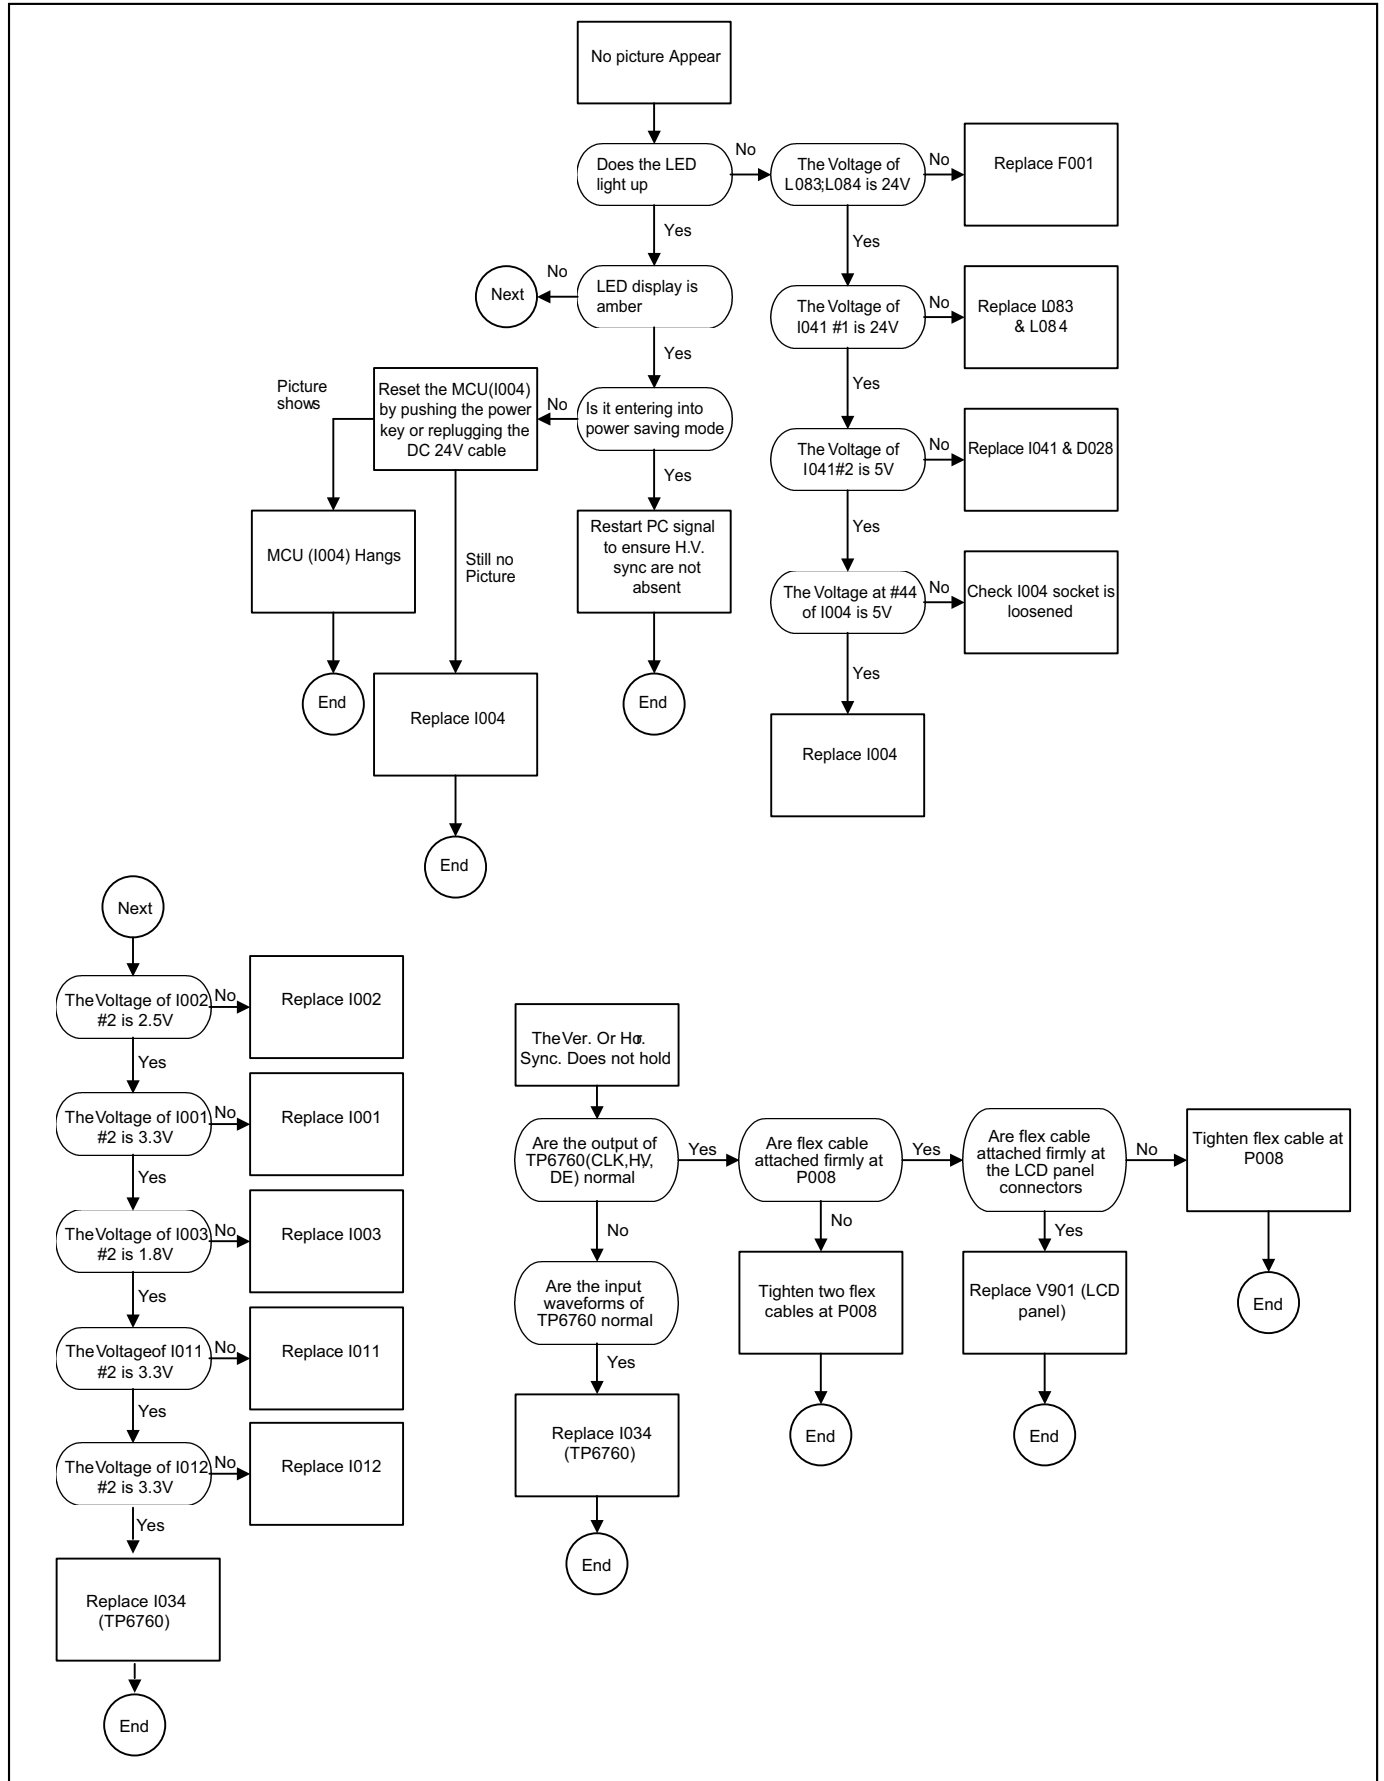 No picture Appear
Does the LED
light up
No
The Voltage of
L083;L084 is 24V
No
Replace F001
Yes
Yes
Next
No
LED display is
amber
The Voltage of
I041 #1 is 24V
No
Replace L083
& L084
Yes
Yes
Picture
shows
Reset the MCU(I004)
by pushing the power
key or replugging the
DC 24V cable
No
Is it entering into
power saving mode
The Voltage of
I041#2 is 5V
No
Replace I041 & D028
Yes
Yes
MCU (I004) Hangs
Still no
Picture
Restart PC signal
to ensure H.V.
sync are not
absent
The Voltage at #44
of I004 is 5V
No
Check I004 socket is
loosened
Yes
End
Replace I004
End
Replace I004
End
Next
The Voltage of I002
#2 is 2.5V
No
Replace I002
Yes
The Voltage of I001
#2 is 3.3V
No
Replace I001
Yes
The Voltage of I003
#2 is 1.8V
No
Replace I003
Yes
The Voltage of I011
#2 is 3.3V
No
Replace I011
Yes
The Voltage of I012
#2 is 3.3V
No
Replace I012
Yes
Replace I034
(TP6760)
End
The Ver. Or Hor.
Sync. Does not hold
Are the output of
TP6760(CLK,H,V,
DE) normal
Yes
Are flex cable
attached firmly at
P008
Yes
Are flex cable
attached firmly at
the LCD panel
connectors
No
Tighten flex cable at
P008
No
No
Yes
Are the input
waveforms of
TP6760 normal
Tighten two flex
cables at P008
Replace V901 (LCD
panel)
End
Yes
Replace I034
(TP6760)
End
End
End